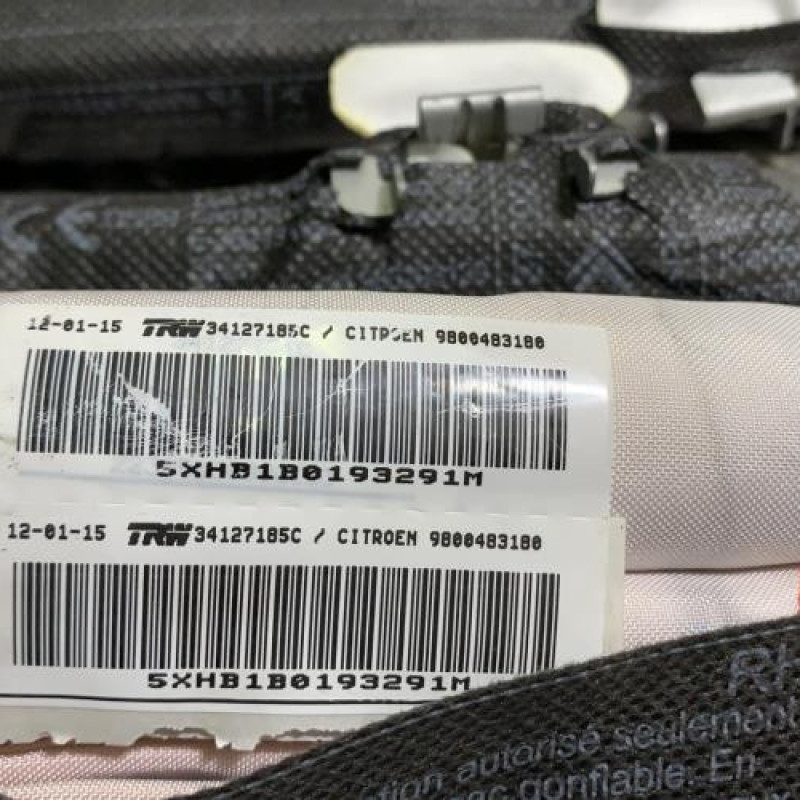 12-01-15 TRW 34127185C / CITROEN 9800483180
5XHB1B0193291M
12-01-15 TRW 34127185C / CITROEN 9800483180
5XHB1B0193291M
RH
autorisé seulement
gonflable. En